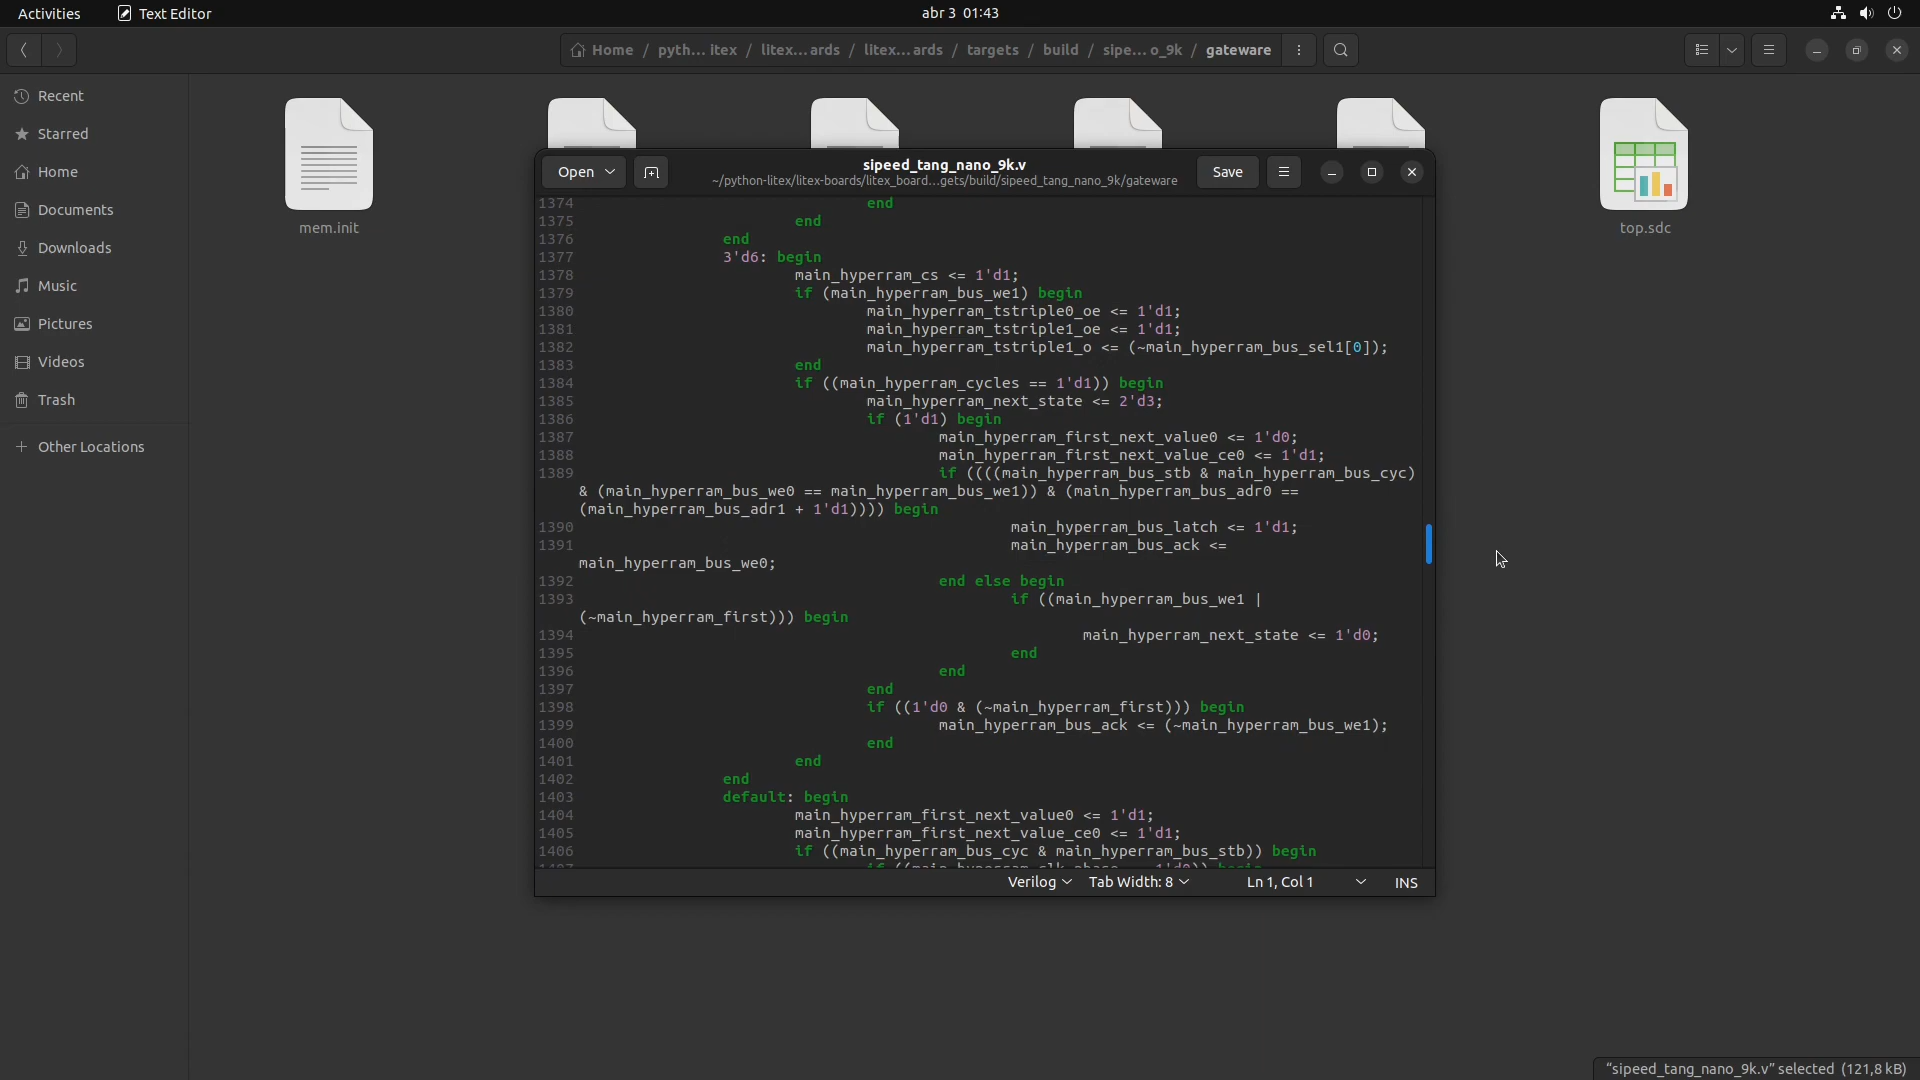 Activities
Text Editor
abr 3 01:43
Home / pyth... itex / litex...ards / litex...ards / targets / build / sipe...o_9k / gateware
Recent
Starred
Home
Documents
Downloads
Music
Pictures
Videos
Trash
Other Locations
mem.init
top.sdc
Open
sipeed_tang_nano_9k.v
~/python-litex/litex-boards/litex_board...gets/build/sipeed_tang_nano_9k/gateware
Save
1374 end
1375 end
1376 end
1377 3'd6: begin
1378 main_hyperram_cs <= 1'd1;
1379 if (main_hyperram_bus_we1) begin
1380 main_hyperram_tstriple0_oe <= 1'd1;
1381 main_hyperram_tstriple1_oe <= 1'd1;
1382 main_hyperram_tstriple1_o <= (~main_hyperram_bus_sel1[0]);
1383 end
1384 if ((main_hyperram_cycles == 1'd1)) begin
1385 main_hyperram_next_state <= 2'd3;
1386 if (1'd1) begin
1387 main_hyperram_first_next_value0 <= 1'd0;
1388 main_hyperram_first_next_value_ce0 <= 1'd1;
1389 if ((((main_hyperram_bus_stb & main_hyperram_bus_cyc)
& (main_hyperram_bus_we0 == main_hyperram_bus_we1)) & (main_hyperram_bus_adr0 ==
(main_hyperram_bus_adr1 + 1'd1)))) begin
1390 main_hyperram_bus_latch <= 1'd1;
1391 main_hyperram_bus_ack <=
main_hyperram_bus_we0;
1392 end else begin
1393 if ((main_hyperram_bus_we1 |
(~main_hyperram_first))) begin
1394 main_hyperram_next_state <= 1'd0;
1395 end
1396 end
1397 end
1398 if ((1'd0 & (~main_hyperram_first))) begin
1399 main_hyperram_bus_ack <= (~main_hyperram_bus_we1);
1400 end
1401 end
1402 end
1403 default: begin
1404 main_hyperram_first_next_value0 <= 1'd1;
1405 main_hyperram_first_next_value_ce0 <= 1'd1;
1406 if ((main_hyperram_bus_cyc & main_hyperram_bus_stb)) begin
Verilog
Tab Width: 8
Ln 1, Col 1
INS
"sipeed_tang_nano_9k.v" selected (121,8 kB)